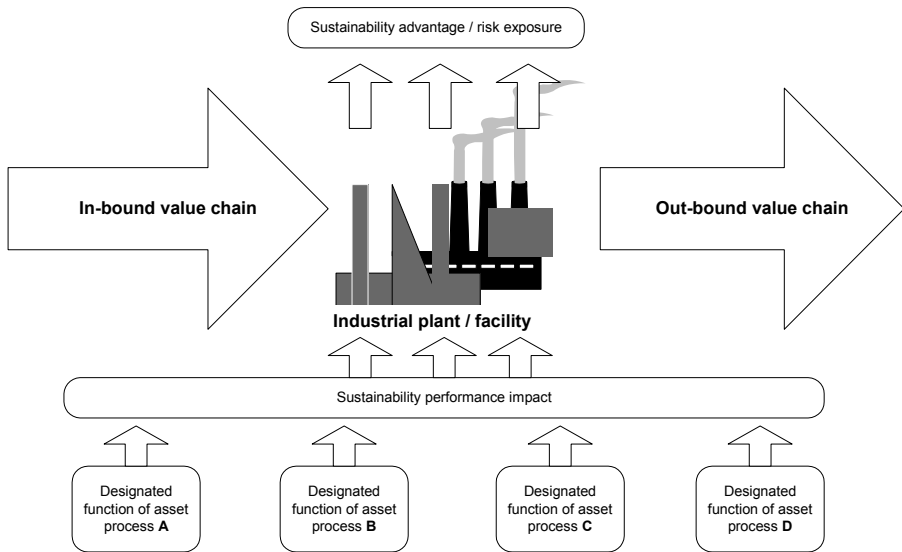 Sustainability advantage / risk exposure
In-bound value chain
Out-bound value chain
Industrial plant / facility
Sustainability performance impact
Designated
function of asset
process A
Designated
function of asset
process B
Designated
function of asset
process C
Designated
function of asset
process D